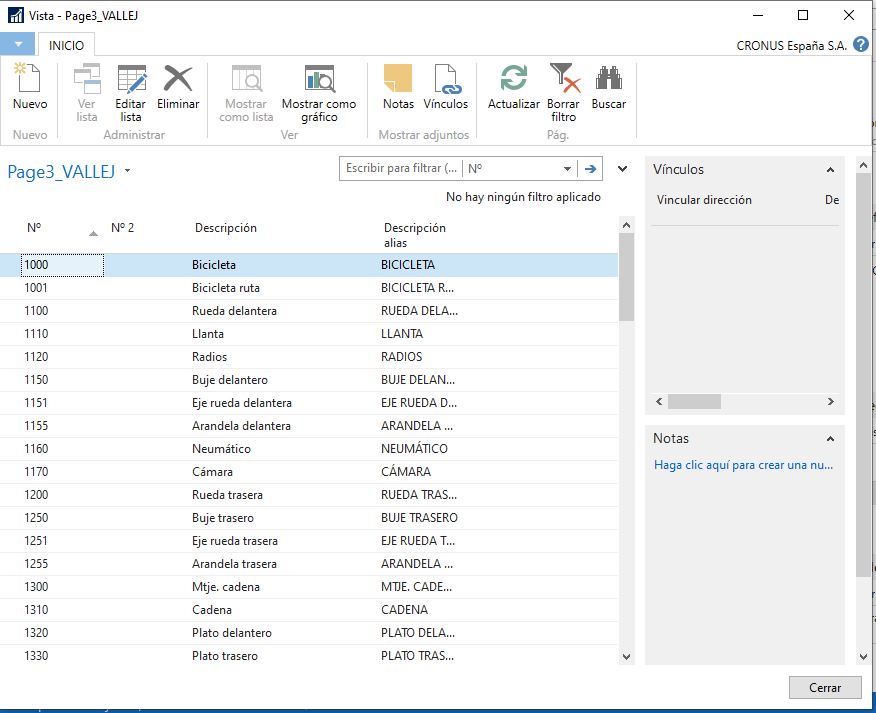 Vista - Page3_VALLEJ
INICIO
CRONUS España S.A.
Nuevo
Ver lista
Editar lista
Eliminar
Mostrar como lista
Mostrar como gráfico
Notas
Vínculos
Actualizar
Borrar filtro
Buscar
Nuevo
Administrar
Ver
Mostrar adjuntos
Pág.
Page3_VALLEJ
Escribir para filtrar (...
Nº
No hay ningún filtro aplicado
Nº Nº 2 Descripción Descripción alias
1000 Bicicleta BICICLETA
1001 Bicicleta ruta BICICLETA R...
1100 Rueda delantera RUEDA DELA...
1110 Llanta LLANTA
1120 Radios RADIOS
1150 Buje delantero BUJE DELAN...
1151 Eje rueda delantera EJE RUEDA D...
1155 Arandela delantera ARANDELA ...
1160 Neumático NEUMÁTICO
1170 Cámara CÁMARA
1200 Rueda trasera RUEDA TRAS...
1250 Buje trasero BUJE TRASERO
1251 Eje rueda trasera EJE RUEDA T...
1255 Arandela trasera ARANDELA ...
1300 Mtje. cadena MTJE. CADE...
1310 Cadena CADENA
1320 Plato delantero PLATO DELA...
1330 Plato trasero PLATO TRAS...
Vínculos
Vincular dirección De
Notas
Haga clic aquí para crear una nu...
Cerrar